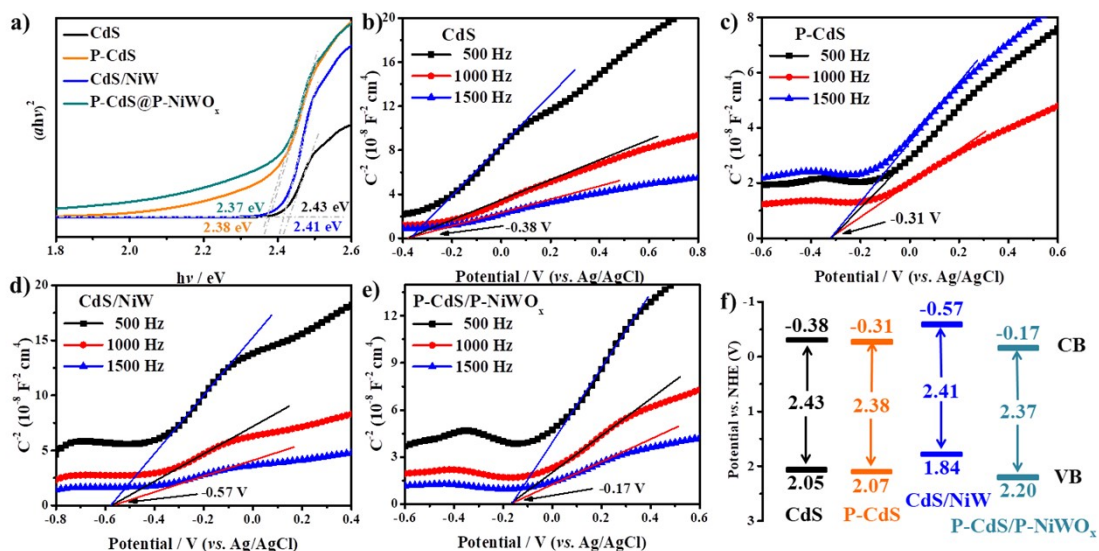 a)
CdS
P-CdS
CdS/NiW
P-CdS@P-NiWOx
(ahν)2
2.37 eV
2.43 eV
2.38 eV
2.41 eV
1.8 2.0 2.2 2.4 2.6
hν / eV
b)
CdS
500 Hz
1000 Hz
1500 Hz
C-2 (10-8 F-2 cm4)
20
16
12
8
4
0
-0.38 V
-0.4 -0.2 0.0 0.2 0.4 0.6 0.8
Potential / V (vs. Ag/AgCl)
c)
P-CdS
500 Hz
1000 Hz
1500 Hz
C-2 (10-8 F-2 cm4)
8
6
4
2
0
-0.31 V
-0.6 -0.4 -0.2 0.0 0.2 0.4 0.6
Potential / V (vs. Ag/AgCl)
d)
CdS/NiW
500 Hz
1000 Hz
1500 Hz
C-2 (10-8 F-2 cm4)
20
15
10
5
0
-0.57 V
-0.8 -0.6 -0.4 -0.2 0.0 0.2 0.4
Potential / V (vs. Ag/AgCl)
e)
P-CdS/P-NiWOx
500 Hz
1000 Hz
1500 Hz
C-2 (10-8 F-2 cm4)
12
9
6
3
0
-0.17 V
-0.6 -0.4 -0.2 0.0 0.2 0.4 0.6
Potential / V (vs. Ag/AgCl)
f)
Potential vs. NHE (V)
-1
0
1
2
3
-0.38
-0.31
-0.57
-0.17
CB
2.43
2.38
2.41
2.37
2.05
2.07
1.84
2.20
VB
CdS
P-CdS
CdS/NiW
P-CdS/P-NiWOx